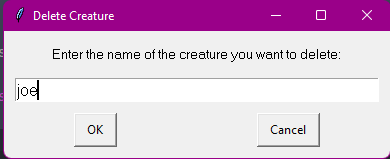 Delete Creature
Enter the name of the creature you want to delete:
joe
OK
Cancel